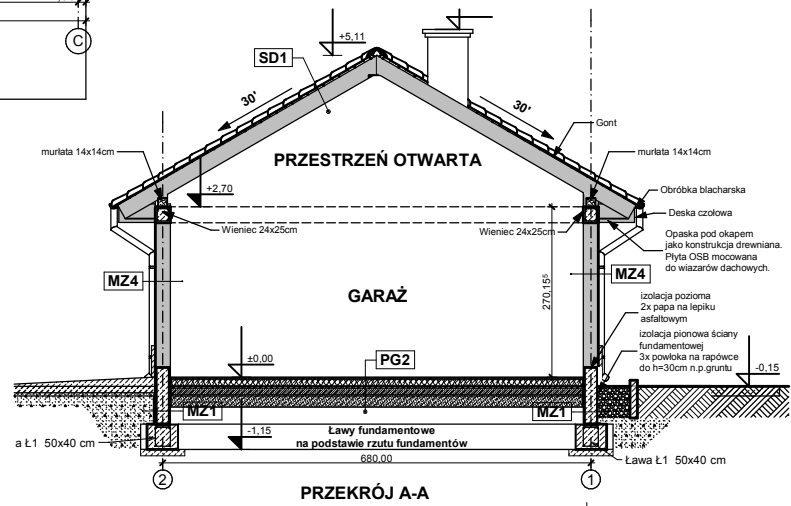 C
+5,11
SD1
30'
30'
Gont
murłata 14x14cm
PRZESTRZEŃ OTWARTA
murłata 14x14cm
+2,70
Obróbka blacharska
Deska czołowa
Wieniec 24x25cm
Wieniec 24x25cm
Opaska pod okapem
jako konstrukcja drewniana.
Płyta OSB mocowana
do wiazarów dachowych.
MZ4
MZ4
GARAŻ
270,15⁵
izolacja pozioma
2x papa na lepiku
asfaltowym
izolacja pionowa ściany
fundamentowej
3x powłoka na rapówce
do h=30cm n.p.gruntu
±0,00
PG2
-0,15
MZ1
MZ1
-1,15
Ławy fundamentowe
na podstawie rzutu fundamentów
a Ł1 50x40 cm
Ława Ł1 50x40 cm
680,00
2
1
PRZEKRÓJ A-A